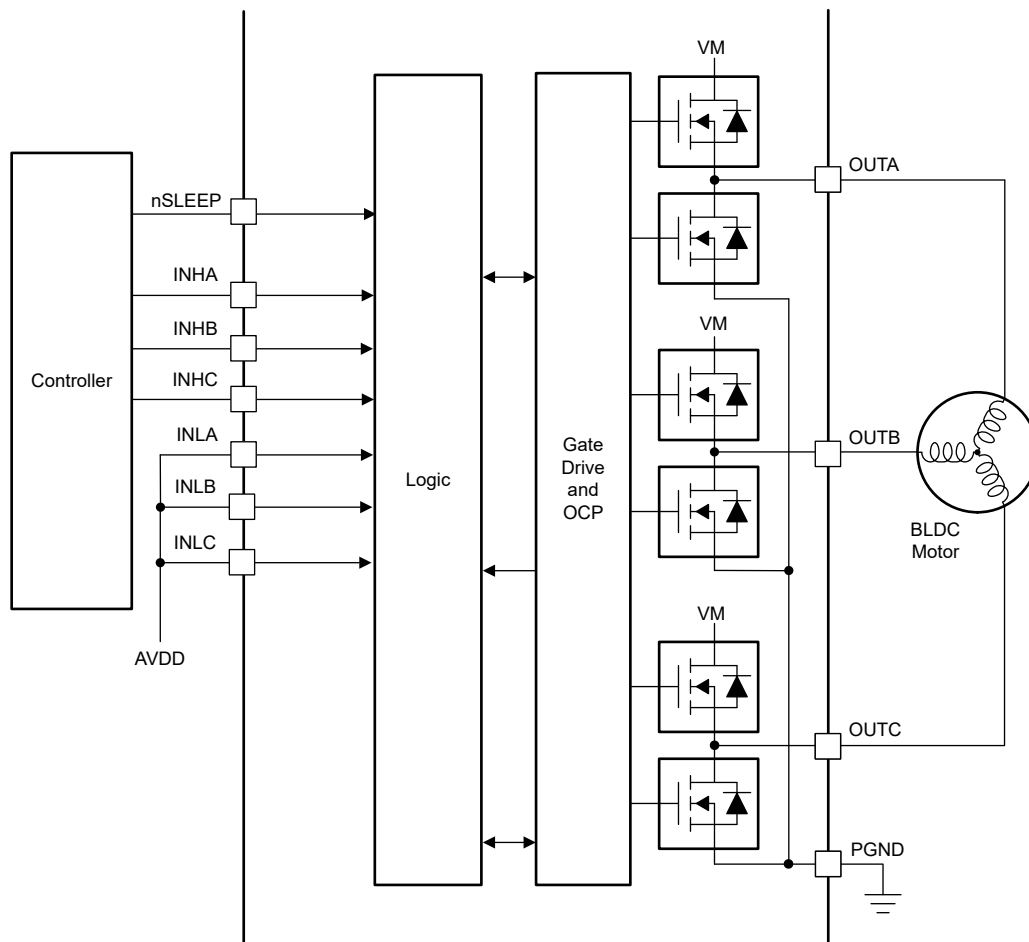 VM
OUTA
nSLEEP
INHA
INHB
INHC
INLA
INLB
INLC
AVDD
Controller
Logic
Gate
Drive
and
OCP
VM
OUTB
BLDC
Motor
VM
OUTC
PGND